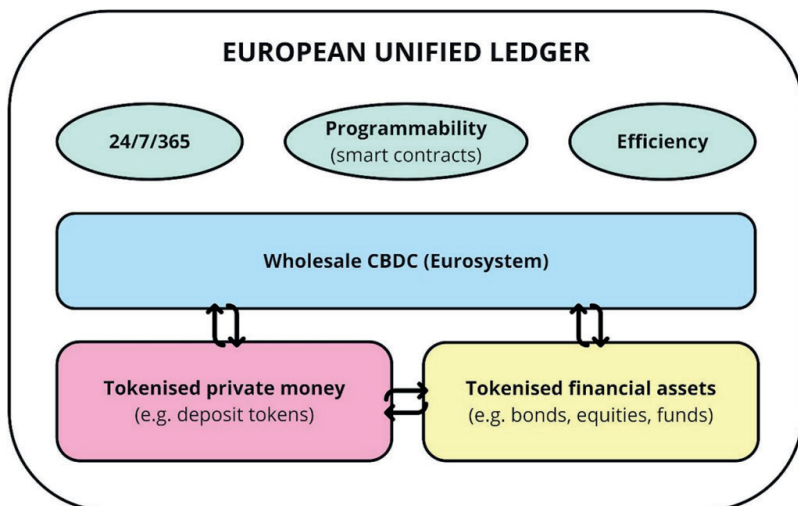 EUROPEAN UNIFIED LEDGER
24/7/365
Programmability
(smart contracts)
Efficiency
Wholesale CBDC (Eurosystem)
Tokenised private money
(e.g. deposit tokens)
Tokenised financial assets
(e.g. bonds, equities, funds)